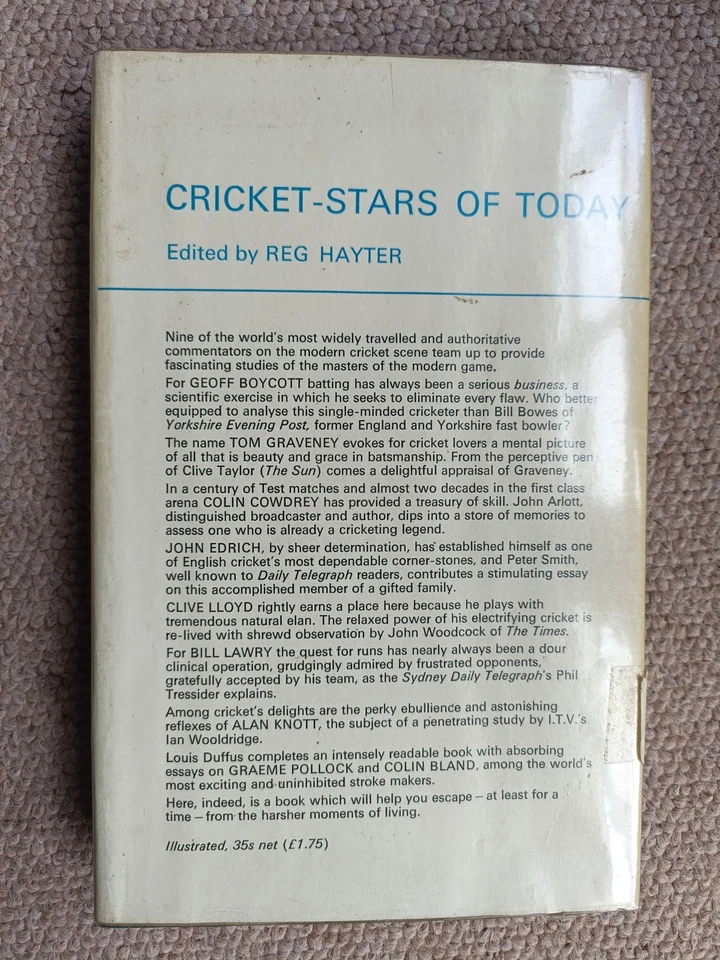 CRICKET-STARS OF TODAY
Edited by REG HAYTER
Nine of the world's most widely travelled and authoritative
commentators on the modern cricket scene team up to provide
fascinating studies of the masters of the modern game.
For GEOFF BOYCOTT batting has always been a serious business, a
scientific exercise in which he seeks to eliminate every flaw. Who better
equipped to analyse this single-minded cricketer than Bill Bowes of
Yorkshire Evening Post, former England and Yorkshire fast bowler?
The name TOM GRAVENEY evokes for cricket lovers a mental picture
of all that is beauty and grace in batsmanship. From the perceptive pen
of Clive Taylor (The Sun) comes a delightful appraisal of Graveney.
In a century of Test matches and almost two decades in the first class
arena COLIN COWDREY has provided a treasury of skill. John Arlott,
distinguished broadcaster and author, dips into a store of memories to
assess one who is already a cricketing legend.
JOHN EDRICH, by sheer determination, has established himself as one
of English cricket's most dependable corner-stones, and Peter Smith,
well known to Daily Telegraph readers, contributes a stimulating essay
on this accomplished member of a gifted family.
CLIVE LLOYD rightly earns a place here because he plays with
tremendous natural elan. The relaxed power of his electrifying cricket is
re-lived with shrewd observation by John Woodcock of The Times.
For BILL LAWRY the quest for runs has nearly always been a dour
clinical operation, grudgingly admired by frustrated opponents,
gratefully accepted by his team, as the Sydney Daily Telegraph's Phil
Tressider explains.
Among cricket's delights are the perky ebullience and astonishing
reflexes of ALAN KNOTT, the subject of a penetrating study by I.T.V.'s
Ian Wooldridge.
Louis Duffus completes an intensely readable book with absorbing
essays on GRAEME POLLOCK and COLIN BLAND, among the world's
most exciting and uninhibited stroke makers.
Here, indeed, is a book which will help you escape – at least for a
time – from the harsher moments of living.
Illustrated, 35s net (£1.75)